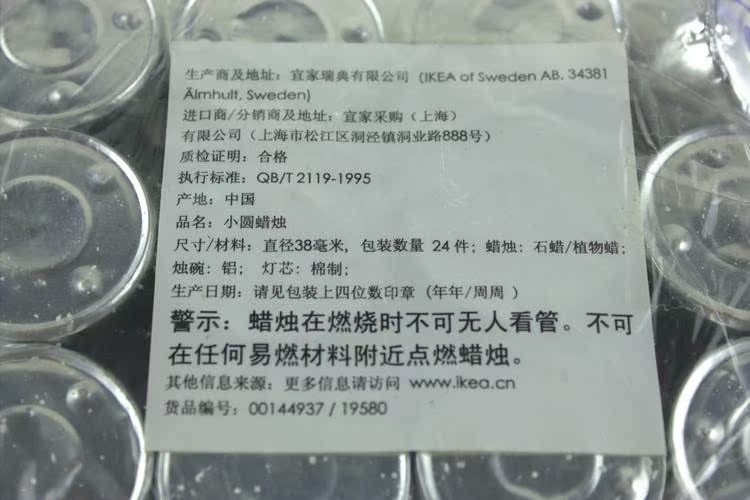 生产商及地址：宜家瑞典有限公司 (IKEA of Sweden AB, 34381
Älmhult, Sweden)
进口商/分销商及地址：宜家采购（上海）
有限公司（上海市松江区洞泾镇洞业路888号）
质检证明：合格
执行标准：QB/T 2119-1995
产地：中国
品名：小圆蜡烛
尺寸/材料：直径38毫米，包装数量 24 件；蜡烛：石蜡/植物蜡；
烛碗：铝； 灯芯：棉制；
生产日期：请见包装上四位数印章（年年/周周 ）
警示：蜡烛在燃烧时不可无人看管。不可
在任何易燃材料附近点燃蜡烛。
其他信息来源：更多信息请访问 www.ikea.cn
货品编号：00144937 / 19580